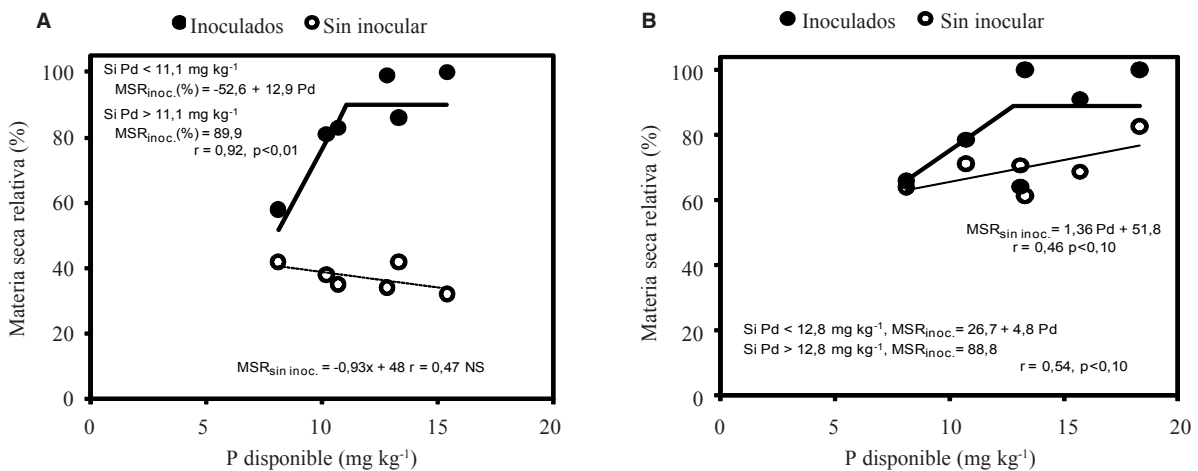 A
Inoculados Sin inocular
Materia seca relativa (%)
100
80
60
40
20
0
Si Pd < 11,1 mg kg-1
MSRinoc.(%) = -52,6 + 12,9 Pd
Si Pd > 11,1 mg kg-1
MSRinoc.(%) = 89,9
r = 0,92, p<0,01
MSRsin inoc. = -0,93x + 48 r = 0,47 NS
0 5 10 15 20
P disponible (mg kg-1)
B
Inoculados Sin inocular
Materia seca relativa (%)
100
80
60
40
20
0
MSRsin inoc.= 1,36 Pd + 51,8
r = 0,46 p<0,10
Si Pd < 12,8 mg kg-1, MSRinoc.= 26,7 + 4,8 Pd
Si Pd > 12,8 mg kg-1, MSRinoc.= 88,8
r = 0,54, p<0,10
0 5 10 15 20
P disponible (mg kg-1)